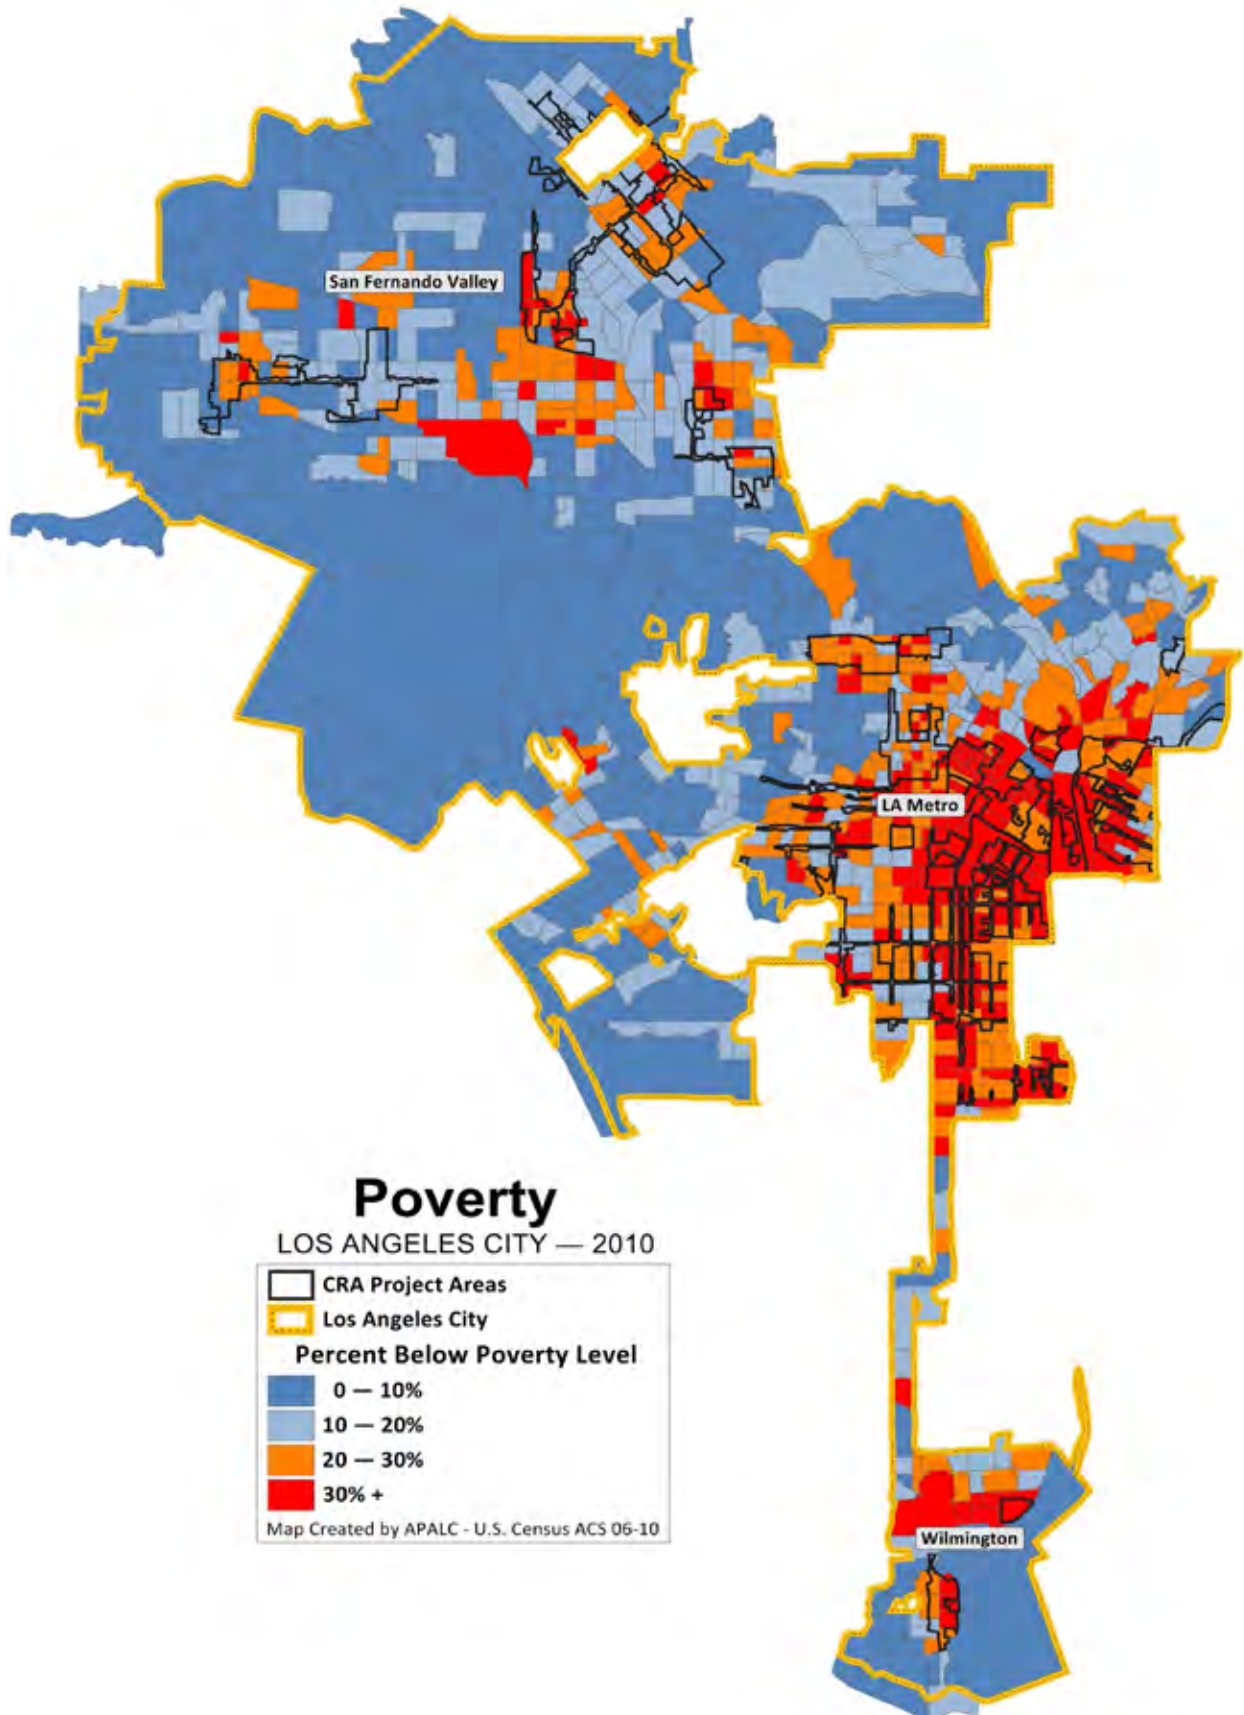 San Fernando Valley
LA Metro
Poverty
LOS ANGELES CITY — 2010
CRA Project Areas
Los Angeles City
Percent Below Poverty Level
0 — 10%
10 — 20%
20 — 30%
30% +
Map Created by APALC - U.S. Census ACS 06-10
Wilmington